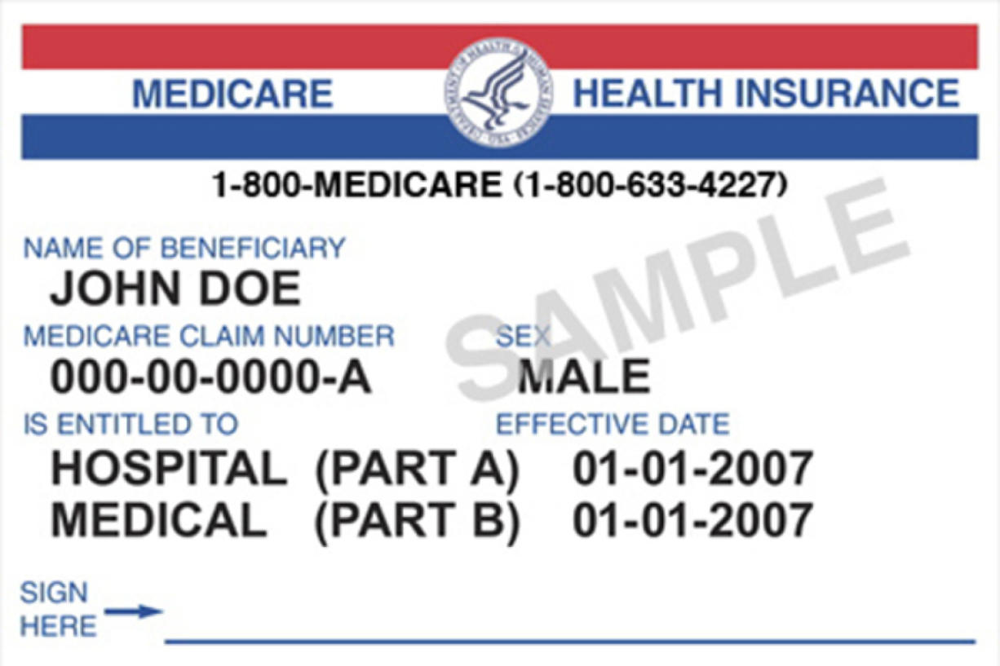 MEDICARE HEALTH INSURANCE
DEPARTMENT OF HEALTH & HUMAN SERVICES · USA
1-800-MEDICARE (1-800-633-4227)
SAMPLE
NAME OF BENEFICIARY
JOHN DOE
MEDICARE CLAIM NUMBER SEX
000-00-0000-A MALE
IS ENTITLED TO EFFECTIVE DATE
HOSPITAL (PART A) 01-01-2007
MEDICAL (PART B) 01-01-2007
SIGN
HERE